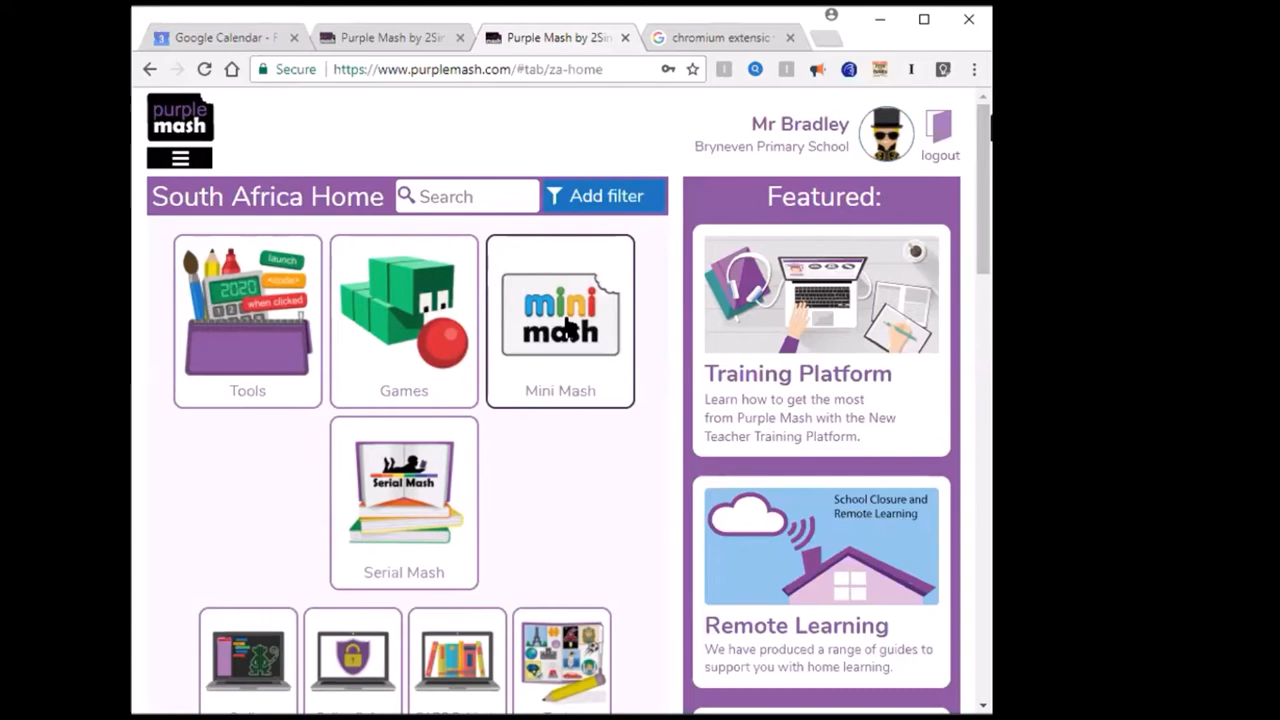 Google Calendar - F
Purple Mash by 2Sin
Purple Mash by 2Sin
chromium extensic
Secure
https://www.purplemash.com/#tab/za-home
purple
mash
Mr Bradley
Bryneven Primary School
logout
South Africa Home
Search
Add filter
Featured:
launch
2020
when clicked
Tools
Games
mini
mash
Mini Mash
Serial Mash
Serial Mash
Training Platform
Learn how to get the most
from Purple Mash with the New
Teacher Training Platform.
School Closure and
Remote Learning
Remote Learning
We have produced a range of guides to
support you with home learning.